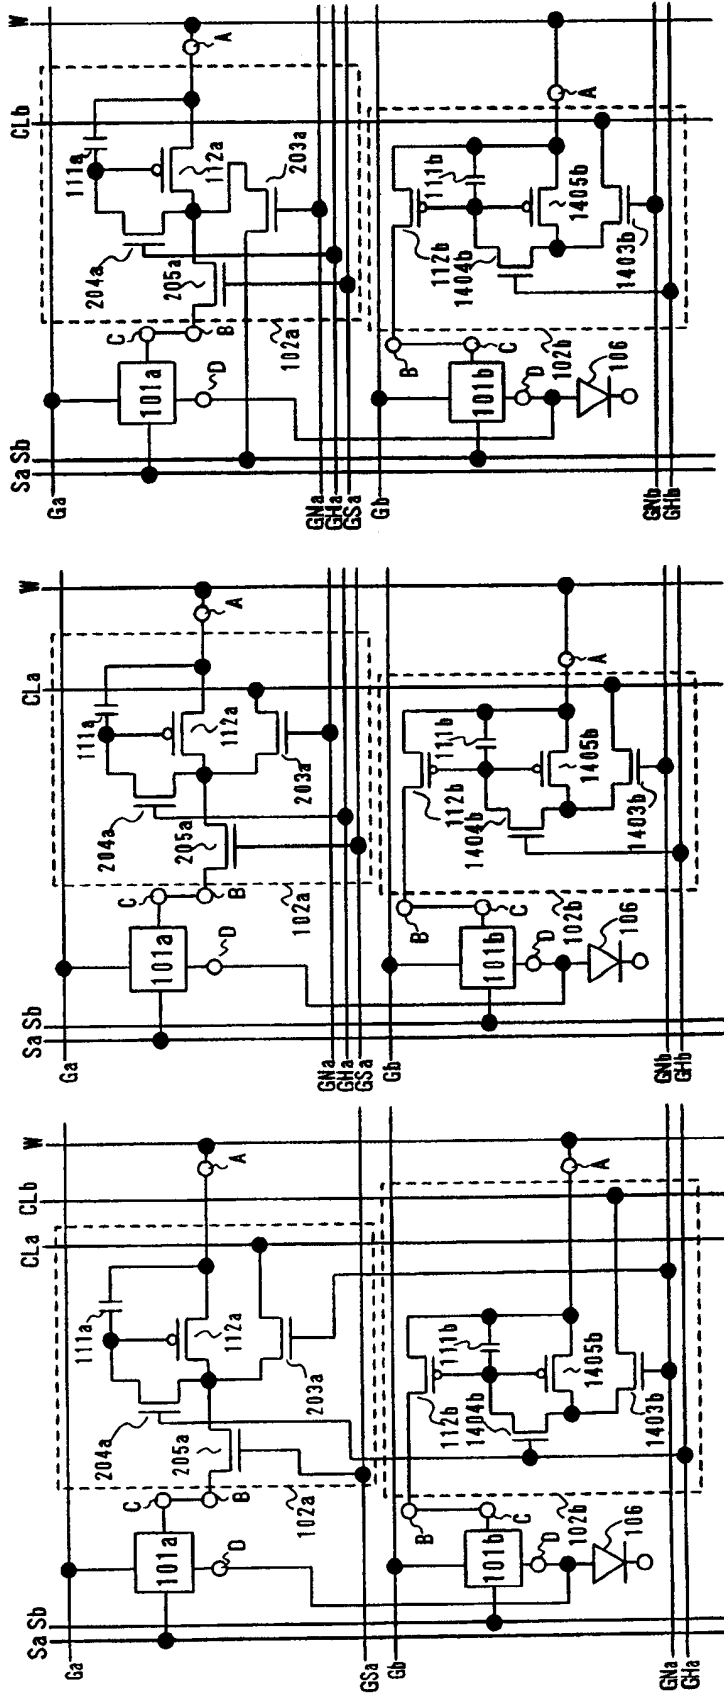 Sa Sb
CLa
CLb
W
Ga
111a
A
204a
112a
205a
203a
C
B
101a
D
102a
GSa
Gb
A
111b
112b
1404b
1405b
1403b
B
C
101b
D
102b
106
GNa
GHa
Sa Sb
CLa
W
Ga
111a
A
204a
112a
205a
203a
C
B
101a
D
102a
GNa
GHa
GSa
Gb
A
111b
112b
1404b
1405b
1403b
B
C
101b
D
102b
106
GNb
GHb
Sa Sb
CLb
W
Ga
111a
A
204a
112a
205a
203a
C
B
101a
D
102a
GNa
GHa
GSa
Gb
A
111b
112b
1404b
1405b
1403b
B
C
101b
D
102b
106
GNb
GHb